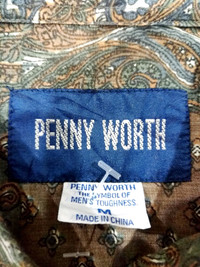 PENNY WORTH
PENNY WORTH
THE SYMBOL OF
MEN'S TOUGHNESS
M
MADE IN CHINA